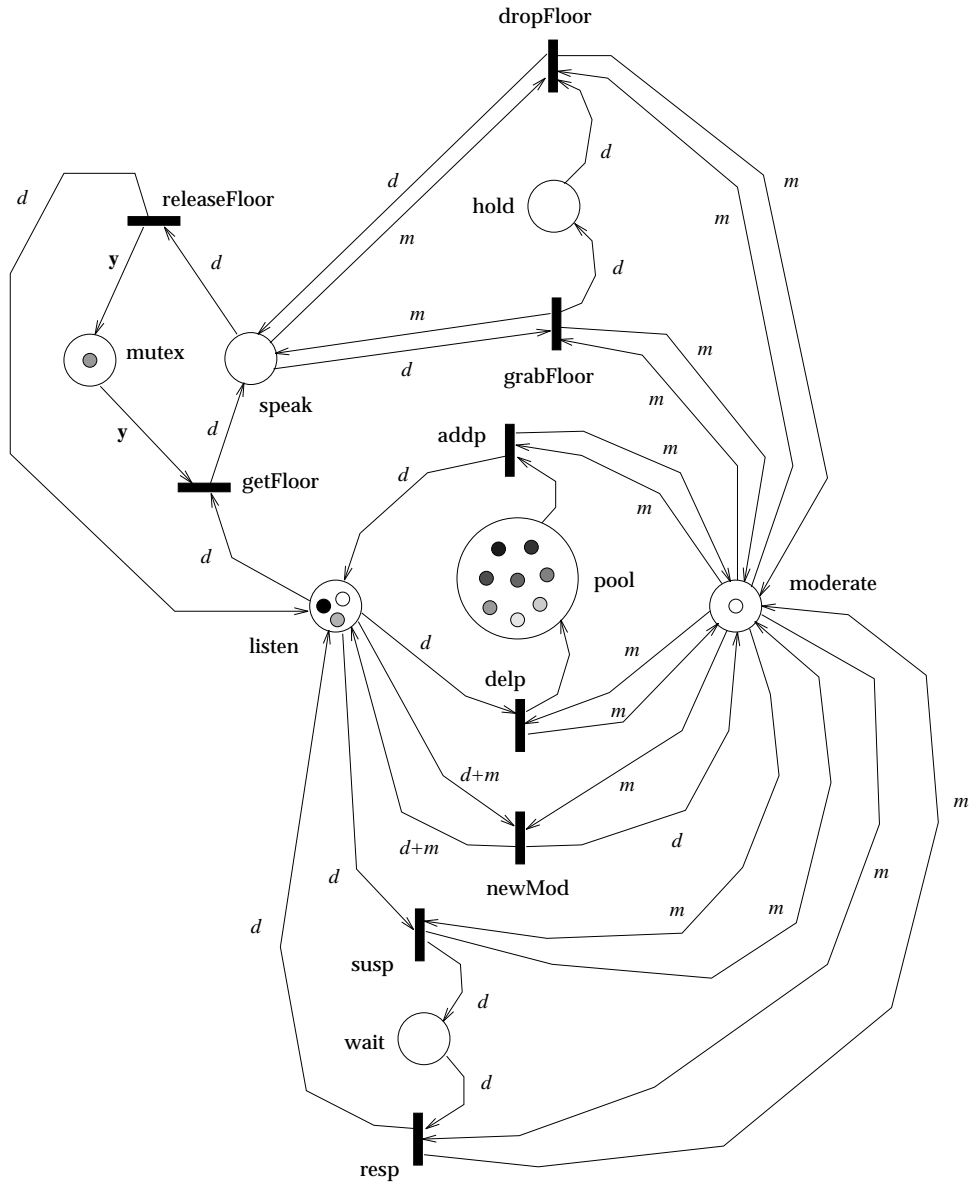 dropFloor
d
d
m
d
releaseFloor
hold
m
m
y
d
m
d
m
mutex
d
m
grabFloor
speak
m
y
d
addp
m
d
getFloor
m
d
pool
moderate
listen
d
m
delp
m
d+m
m
m
d+m
d
newMod
m
d
m
m
d
susp
d
wait
d
resp